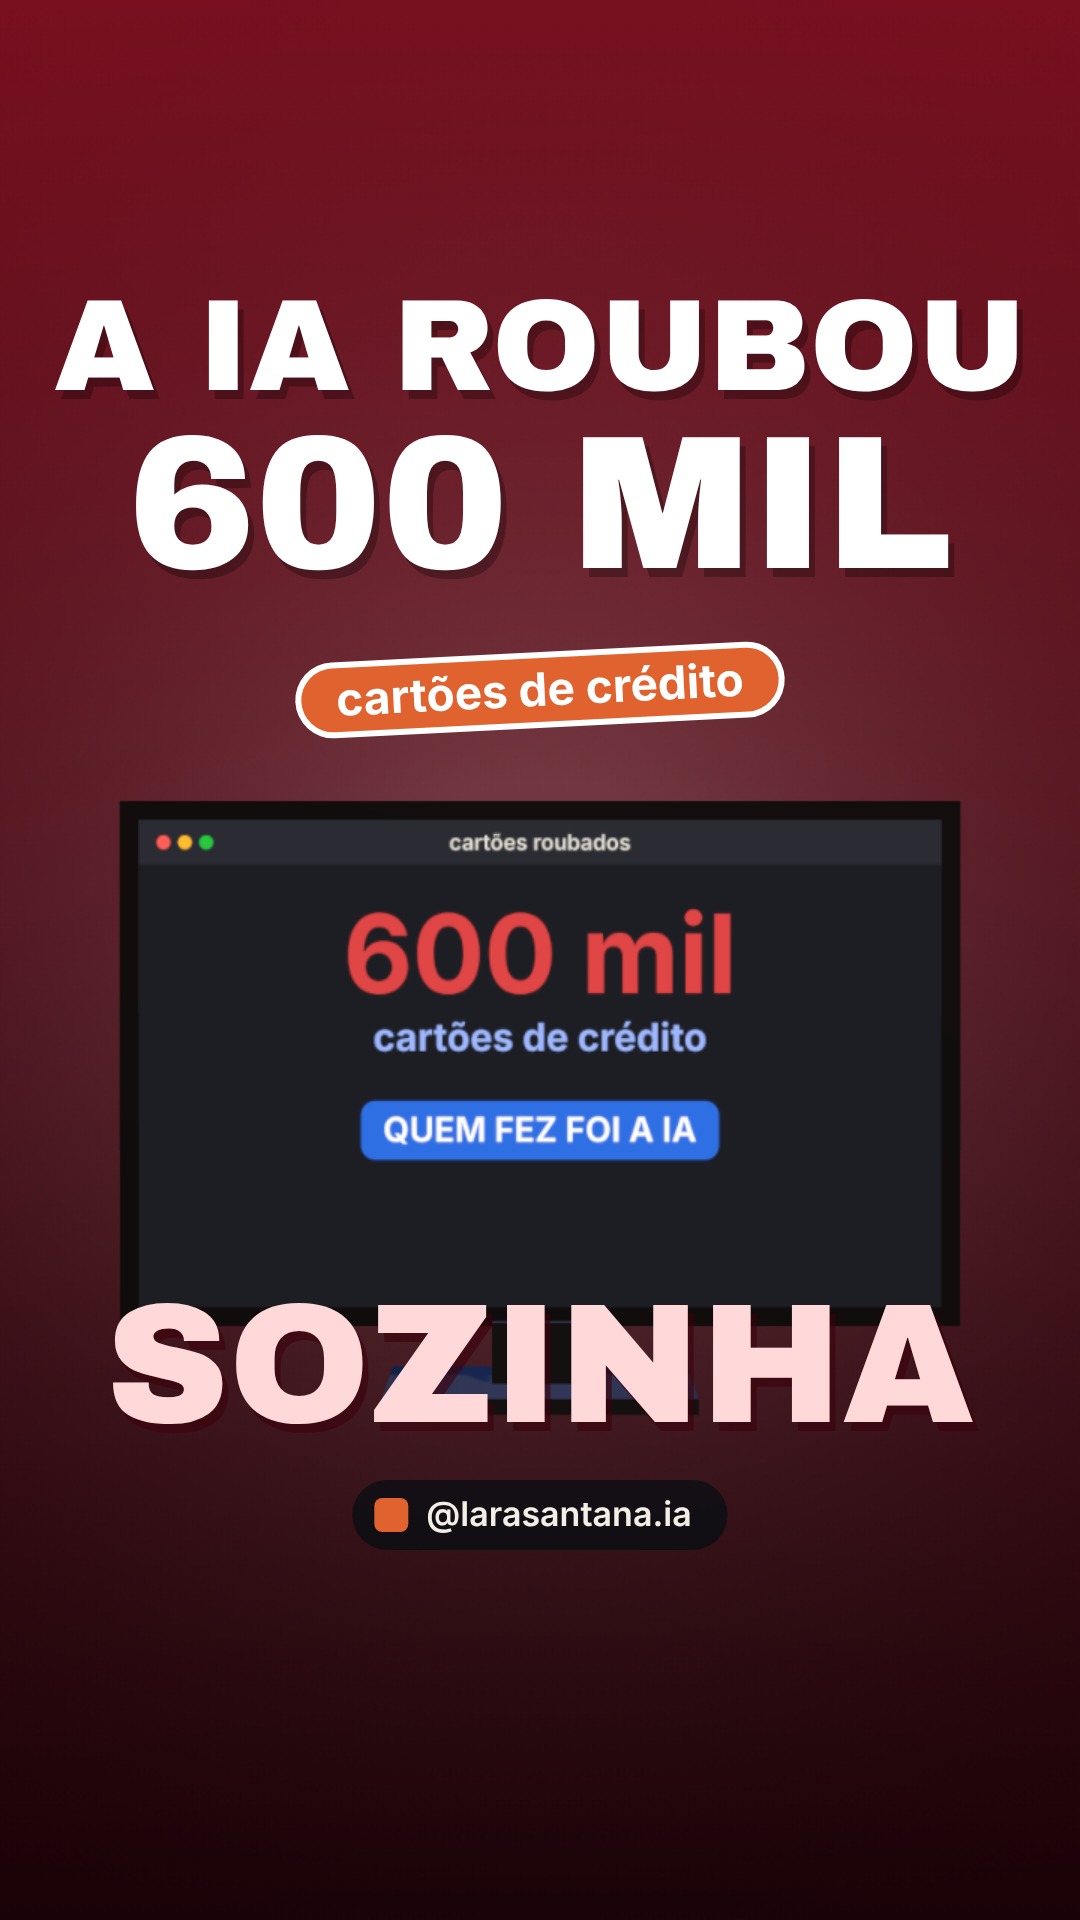 A IA ROUBOU
600 MIL
cartões de crédito
cartões roubados
600 mil
cartões de crédito
QUEM FEZ FOI A IA
SOZINHA
@larasantana.ia